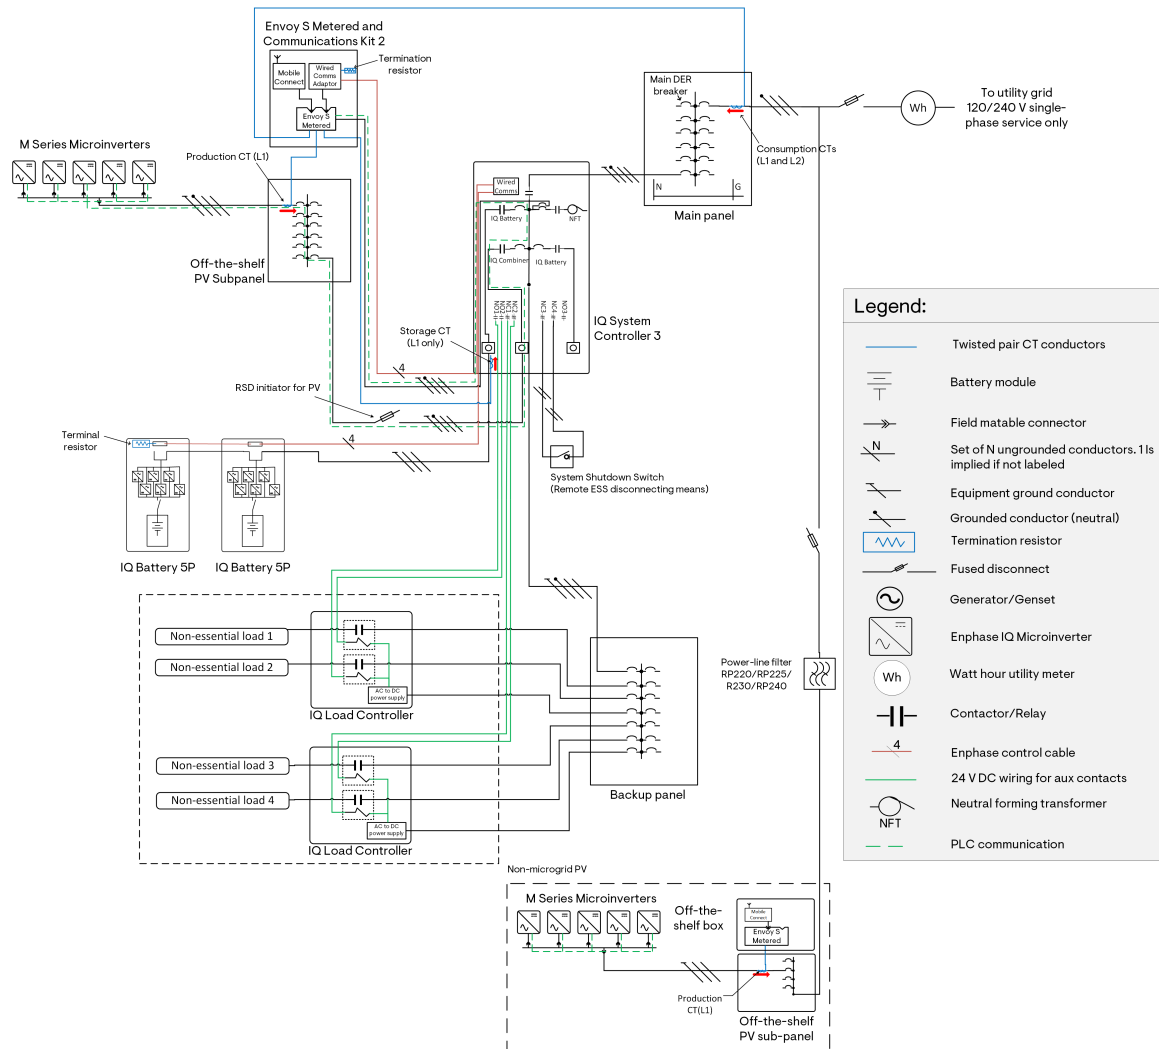 Envoy S Metered and
Communications Kit 2
Termination
resistor
Mobile
Connect
Wired
Comms
Adaptor
Envoy S
Metered
Main DER
breaker
Wh
To utility grid
120/240 V single-
phase service only
Consumption CTs
(L1 and L2)
N
G
Main panel
M Series Microinverters
Production CT (L1)
Off-the-shelf
PV Subpanel
Wired
Comms
IQ Battery
NFT
IQ Combiner
IQ Battery
NO1
NO2
NC1
NC2
NC3
NC4
NO3
IQ System
Controller 3
Storage CT
(L1 only)
4
RSD initiator for PV
4
Terminal
resistor
System Shutdown Switch
(Remote ESS disconnecting means)
IQ Battery 5P
IQ Battery 5P
Non-essential load 1
Non-essential load 2
AC to DC
power supply
IQ Load Controller
Non-essential load 3
Non-essential load 4
AC to DC
power supply
IQ Load Controller
Backup panel
Power-line filter
RP220/RP225/
R230/RP240
Non-microgrid PV
M Series Microinverters
Off-the-
shelf box
Mobile
Connect
Envoy S
Metered
Production
CT(L1)
Off-the-shelf
PV sub-panel
Legend:
Twisted pair CT conductors
Battery module
Field matable connector
N
Set of N ungrounded conductors. 1 Is
implied if not labeled
Equipment ground conductor
Grounded conductor (neutral)
Termination resistor
Fused disconnect
Generator/Genset
Enphase IQ Microinverter
Wh
Watt hour utility meter
Contactor/Relay
4
Enphase control cable
24 V DC wiring for aux contacts
NFT
Neutral forming transformer
PLC communication